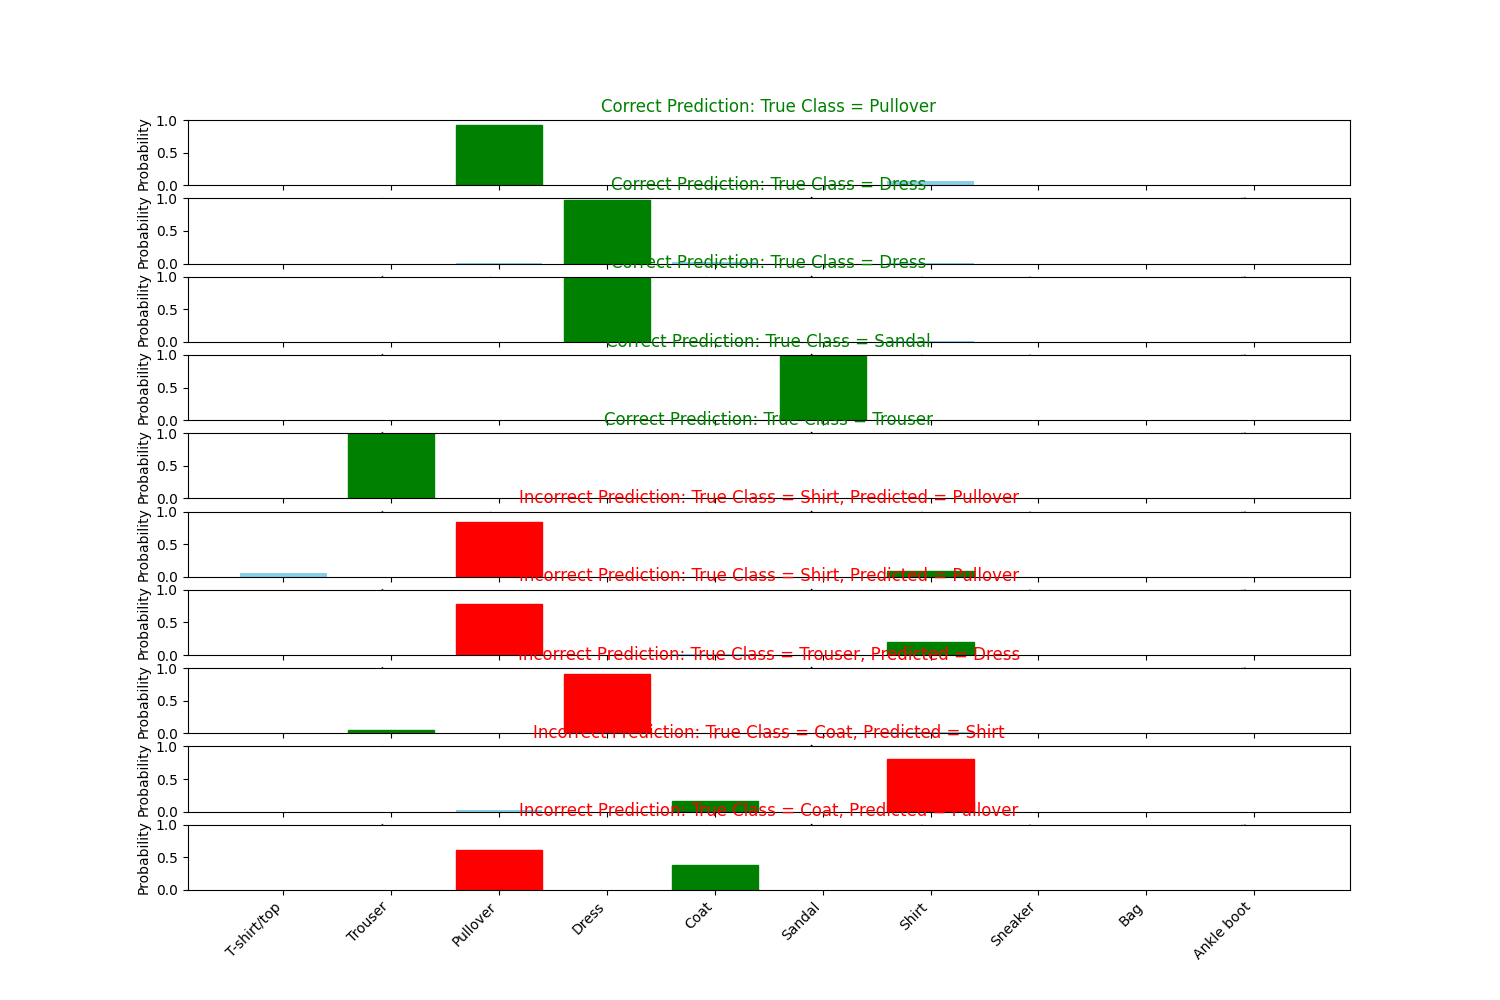 Correct Prediction: True Class = Pullover
Probability
1.0
0.5
0.0
Correct Prediction: True Class = Dress
Probability
1.0
0.5
0.0
Correct Prediction: True Class = Dress
Probability
1.0
0.5
0.0
Correct Prediction: True Class = Sandal
Probability
1.0
0.5
0.0
Correct Prediction: True Class = Trouser
Probability
1.0
0.5
0.0
Incorrect Prediction: True Class = Shirt, Predicted = Pullover
Probability
1.0
0.5
0.0
Incorrect Prediction: True Class = Shirt, Predicted = Pullover
Probability
1.0
0.5
0.0
Incorrect Prediction: True Class = Trouser, Predicted = Dress
Probability
1.0
0.5
0.0
Incorrect Prediction: True Class = Coat, Predicted = Shirt
Probability
1.0
0.5
0.0
Incorrect Prediction: True Class = Coat, Predicted = Pullover
Probability
1.0
0.5
0.0
T-shirt/top
Trouser
Pullover
Dress
Coat
Sandal
Shirt
Sneaker
Bag
Ankle boot